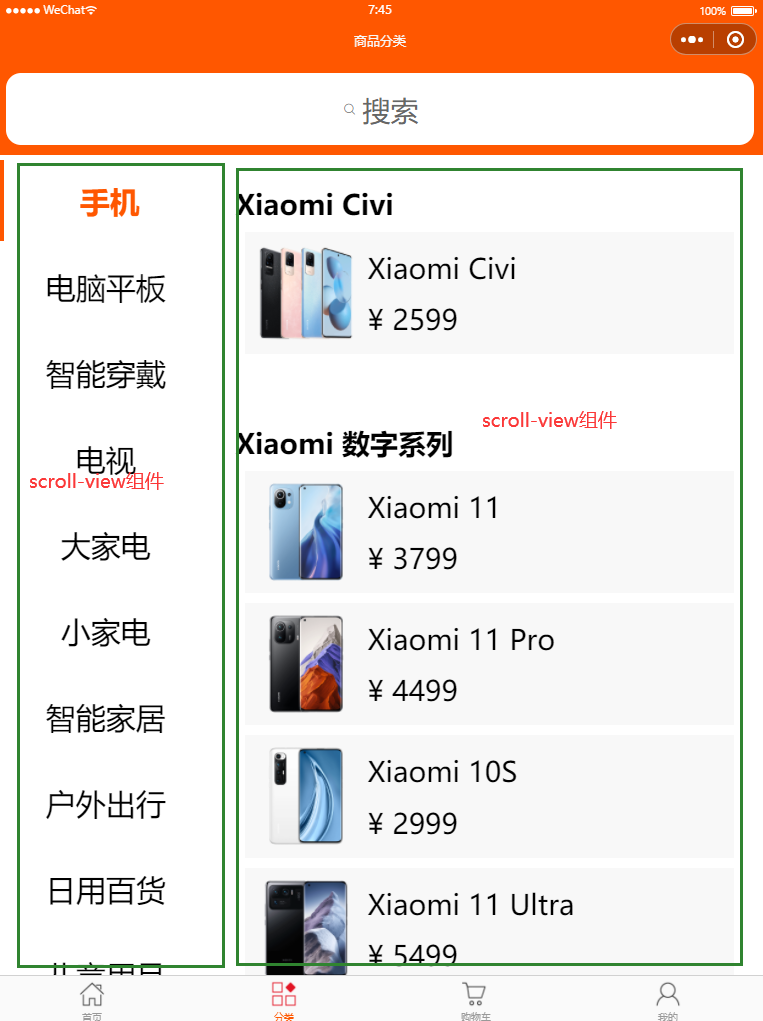 WeChat 7:45 100%
商品分类
搜索
手机
电脑平板
智能穿戴
电视
scroll-view组件
大家电
小家电
智能家居
户外出行
日用百货
儿童用品
Xiaomi Civi
Xiaomi Civi
¥ 2599
scroll-view组件
Xiaomi 数字系列
Xiaomi 11
¥ 3799
Xiaomi 11 Pro
¥ 4499
Xiaomi 10S
¥ 2999
Xiaomi 11 Ultra
¥ 5499
首页 分类 购物车 我的